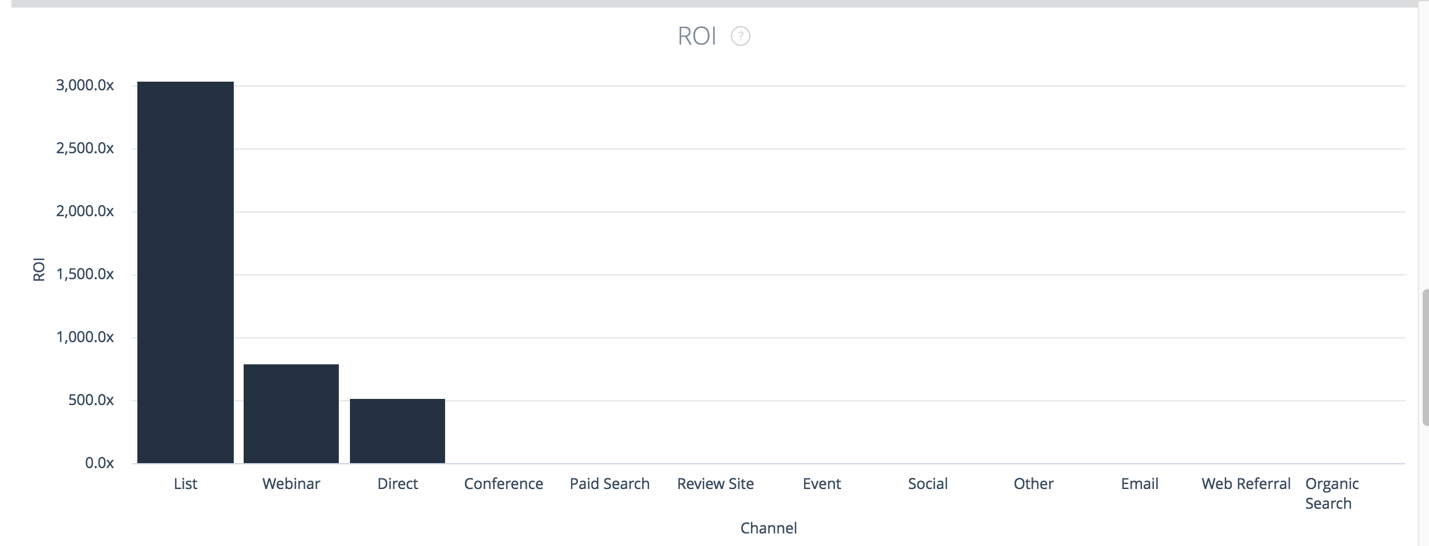 ROI ?
3,000.0x
2,500.0x
2,000.0x
ROI
1,500.0x
1,000.0x
500.0x
0.0x
List Webinar Direct Conference Paid Search Review Site Event Social Other Email Web Referral Organic
Search
Channel